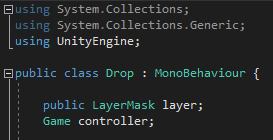 using System.Collections;
using System.Collections.Generic;
using UnityEngine;
public class Drop : MonoBehaviour {
public LayerMask layer;
Game controller;